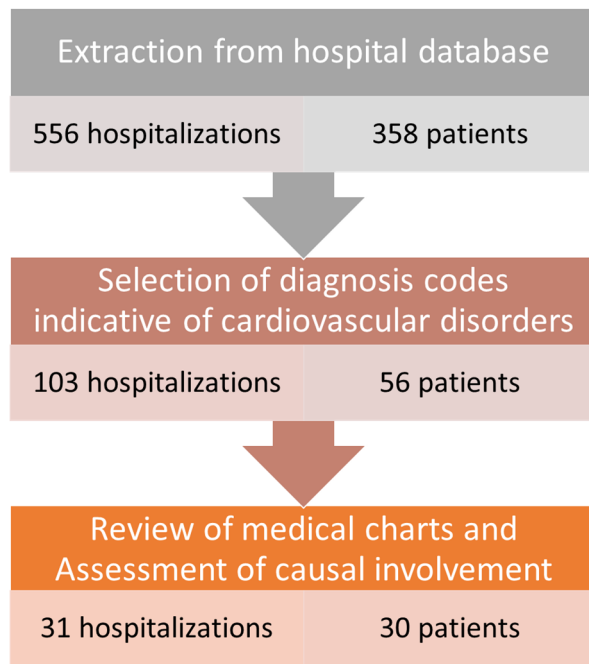 Extraction from hospital database
556 hospitalizations 358 patients
Selection of diagnosis codes
indicative of cardiovascular disorders
103 hospitalizations 56 patients
Review of medical charts and
Assessment of causal involvement
31 hospitalizations 30 patients